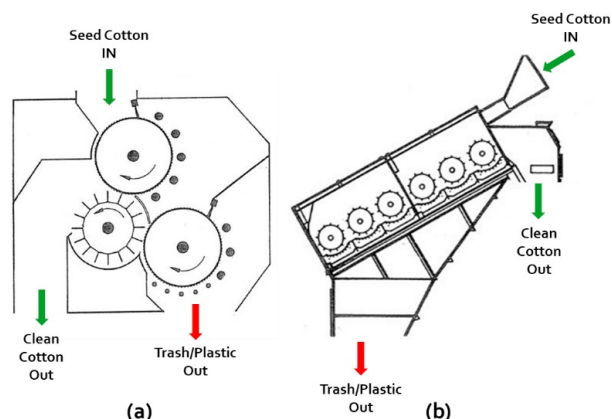 Seed Cotton
IN
Clean
Cotton
Out
Trash/Plastic
Out
(a)
Seed Cotton
IN
Clean
Cotton
Out
Trash/Plastic
Out
(b)